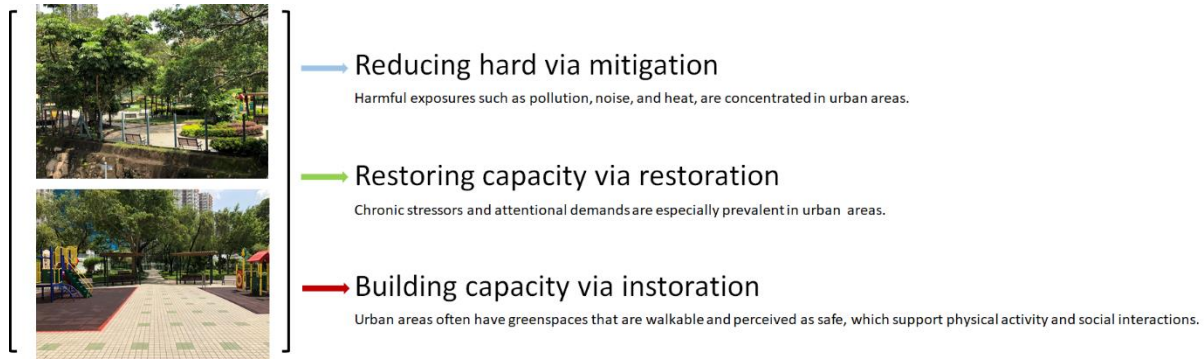 Reducing hard via mitigation
Harmful exposures such as pollution, noise, and heat, are concentrated in urban areas.
Restoring capacity via restoration
Chronic stressors and attentional demands are especially prevalent in urban areas.
Building capacity via instoration
Urban areas often have greenspaces that are walkable and perceived as safe, which support physical activity and social interactions.